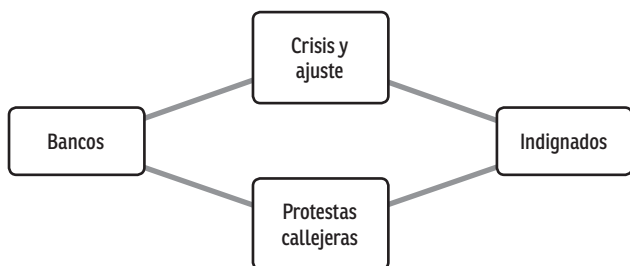 Crisis y
ajuste
Bancos
Indignados
Protestas
callejeras